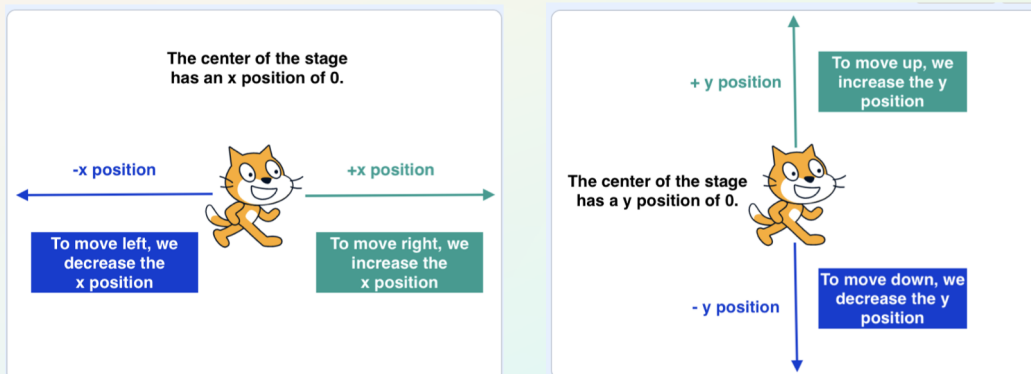 The center of the stage
has an x position of 0.
-x position
+x position
To move left, we
decrease the
x position
To move right, we
increase the
x position
+ y position
To move up, we
increase the y
position
The center of the stage
has a y position of 0.
- y position
To move down, we
decrease the y
position